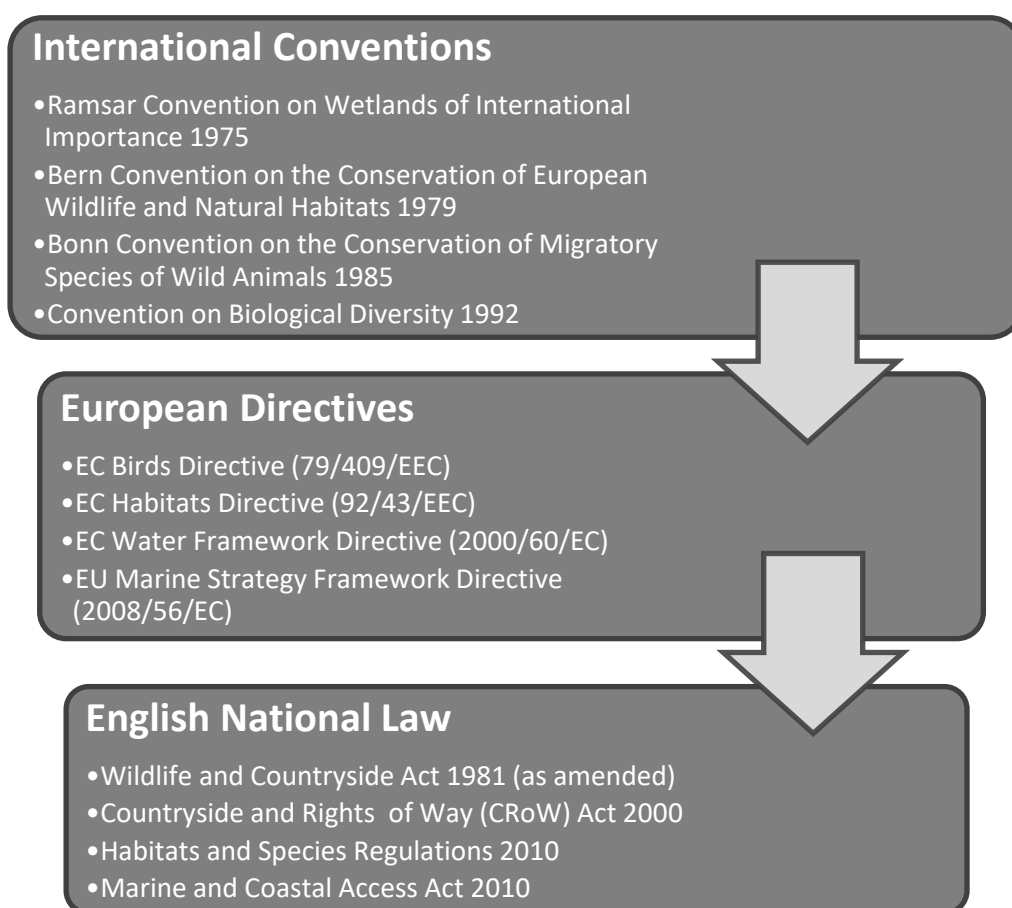 International Conventions
•Ramsar Convention on Wetlands of International
Importance 1975
•Bern Convention on the Conservation of European
Wildlife and Natural Habitats 1979
•Bonn Convention on the Conservation of Migratory
Species of Wild Animals 1985
•Convention on Biological Diversity 1992
European Directives
•EC Birds Directive (79/409/EEC)
•EC Habitats Directive (92/43/EEC)
•EC Water Framework Directive (2000/60/EC)
•EU Marine Strategy Framework Directive
(2008/56/EC)
English National Law
•Wildlife and Countryside Act 1981 (as amended)
•Countryside and Rights of Way (CRoW) Act 2000
•Habitats and Species Regulations 2010
•Marine and Coastal Access Act 2010